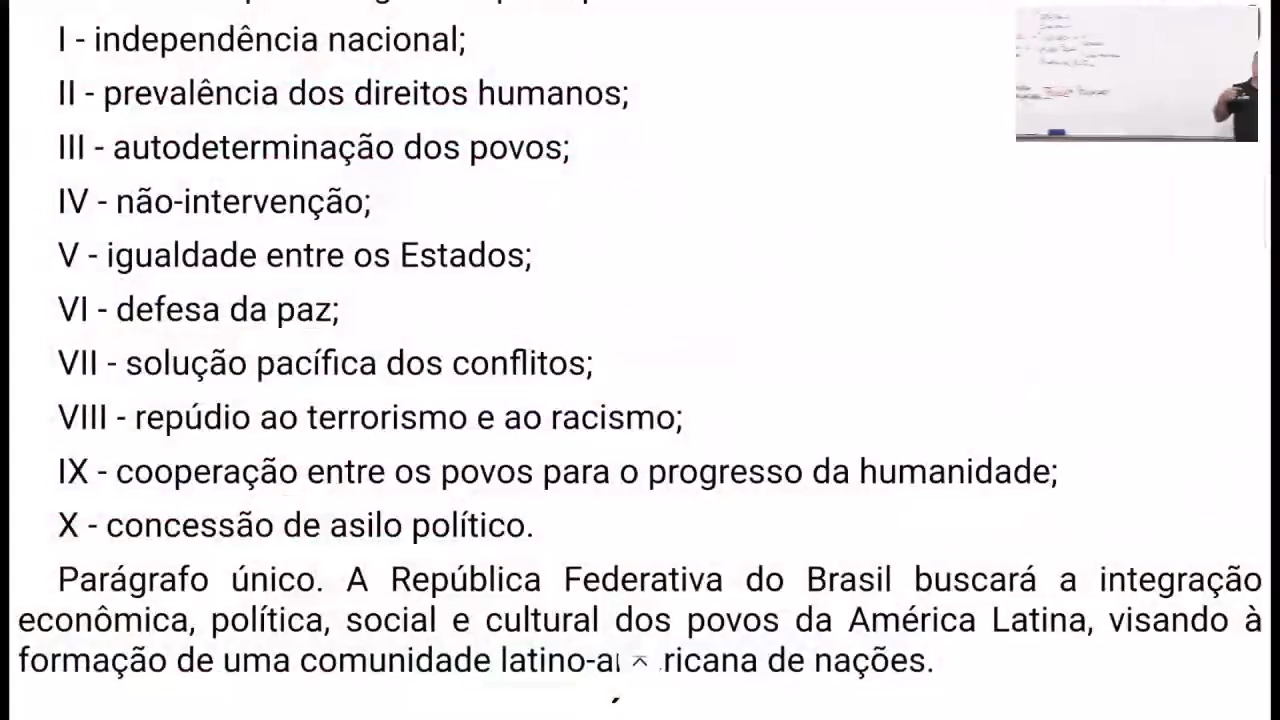 I - independência nacional;
II - prevalência dos direitos humanos;
III - autodeterminação dos povos;
IV - não-intervenção;
V - igualdade entre os Estados;
VI - defesa da paz;
VII - solução pacífica dos conflitos;
VIII - repúdio ao terrorismo e ao racismo;
IX - cooperação entre os povos para o progresso da humanidade;
X - concessão de asilo político.
Parágrafo único. A República Federativa do Brasil buscará a integração
econômica, política, social e cultural dos povos da América Latina, visando à
formação de uma comunidade de nações.